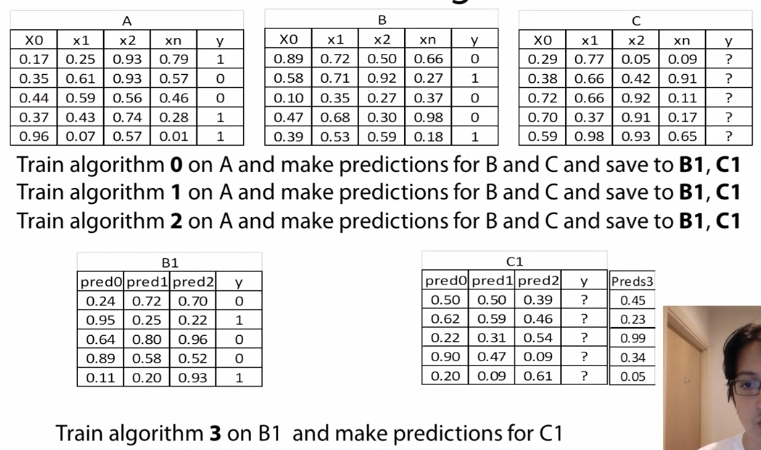 A
X0 x1 x2 xn y
0.17 0.25 0.93 0.79 1
0.35 0.61 0.93 0.57 0
0.44 0.59 0.56 0.46 0
0.37 0.43 0.74 0.28 1
0.96 0.07 0.57 0.01 1
B
X0 x1 x2 xn y
0.89 0.72 0.50 0.66 0
0.58 0.71 0.92 0.27 1
0.10 0.35 0.27 0.37 0
0.47 0.68 0.30 0.98 0
0.39 0.53 0.59 0.18 1
C
X0 x1 x2 xn y
0.29 0.77 0.05 0.09 ?
0.38 0.66 0.42 0.91 ?
0.72 0.66 0.92 0.11 ?
0.70 0.37 0.91 0.17 ?
0.59 0.98 0.93 0.65 ?
Train algorithm 0 on A and make predictions for B and C and save to B1, C1
Train algorithm 1 on A and make predictions for B and C and save to B1, C1
Train algorithm 2 on A and make predictions for B and C and save to B1, C1
B1
pred0 pred1 pred2 y
0.24 0.72 0.70 0
0.95 0.25 0.22 1
0.64 0.80 0.96 0
0.89 0.58 0.52 0
0.11 0.20 0.93 1
C1
pred0 pred1 pred2 y Preds3
0.50 0.50 0.39 ? 0.45
0.62 0.59 0.46 ? 0.23
0.22 0.31 0.54 ? 0.99
0.90 0.47 0.09 ? 0.34
0.20 0.09 0.61 ? 0.05
Train algorithm 3 on B1 and make predictions for C1